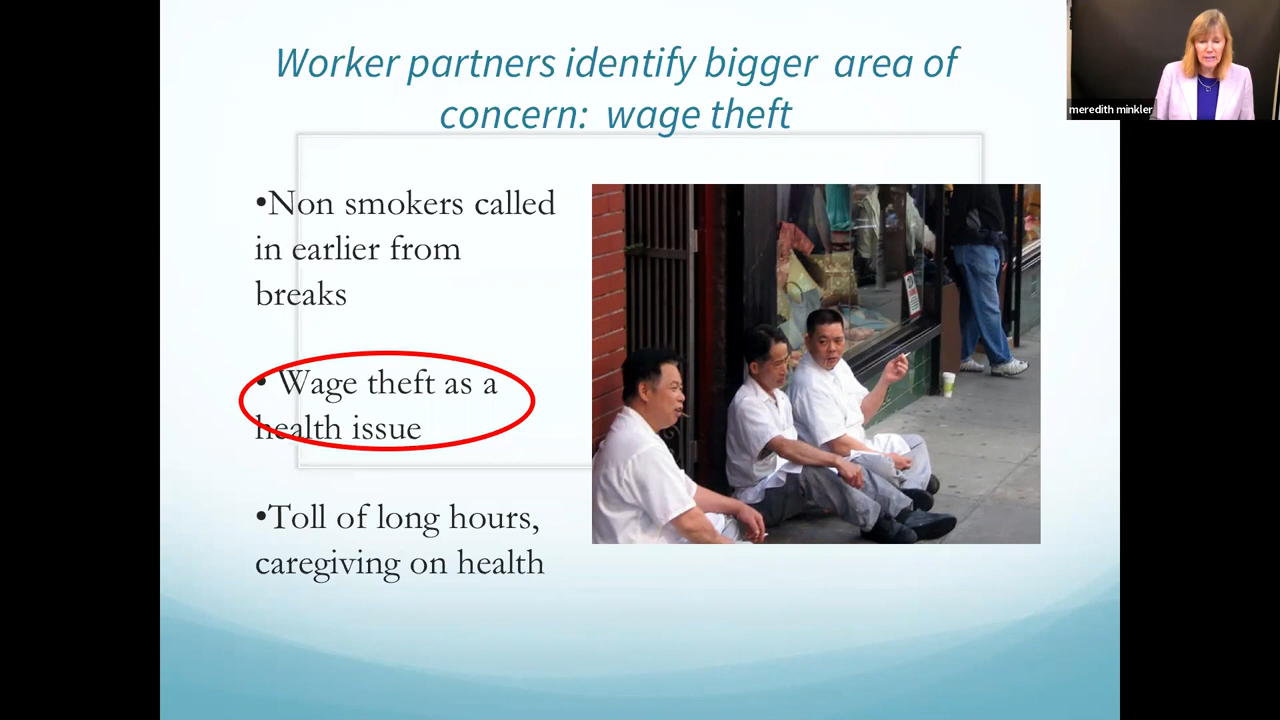 Worker partners identify bigger area of
concern: wage theft
meredith minkler
•Non smokers called
in earlier from
breaks
• Wage theft as a
health issue
•Toll of long hours,
caregiving on health